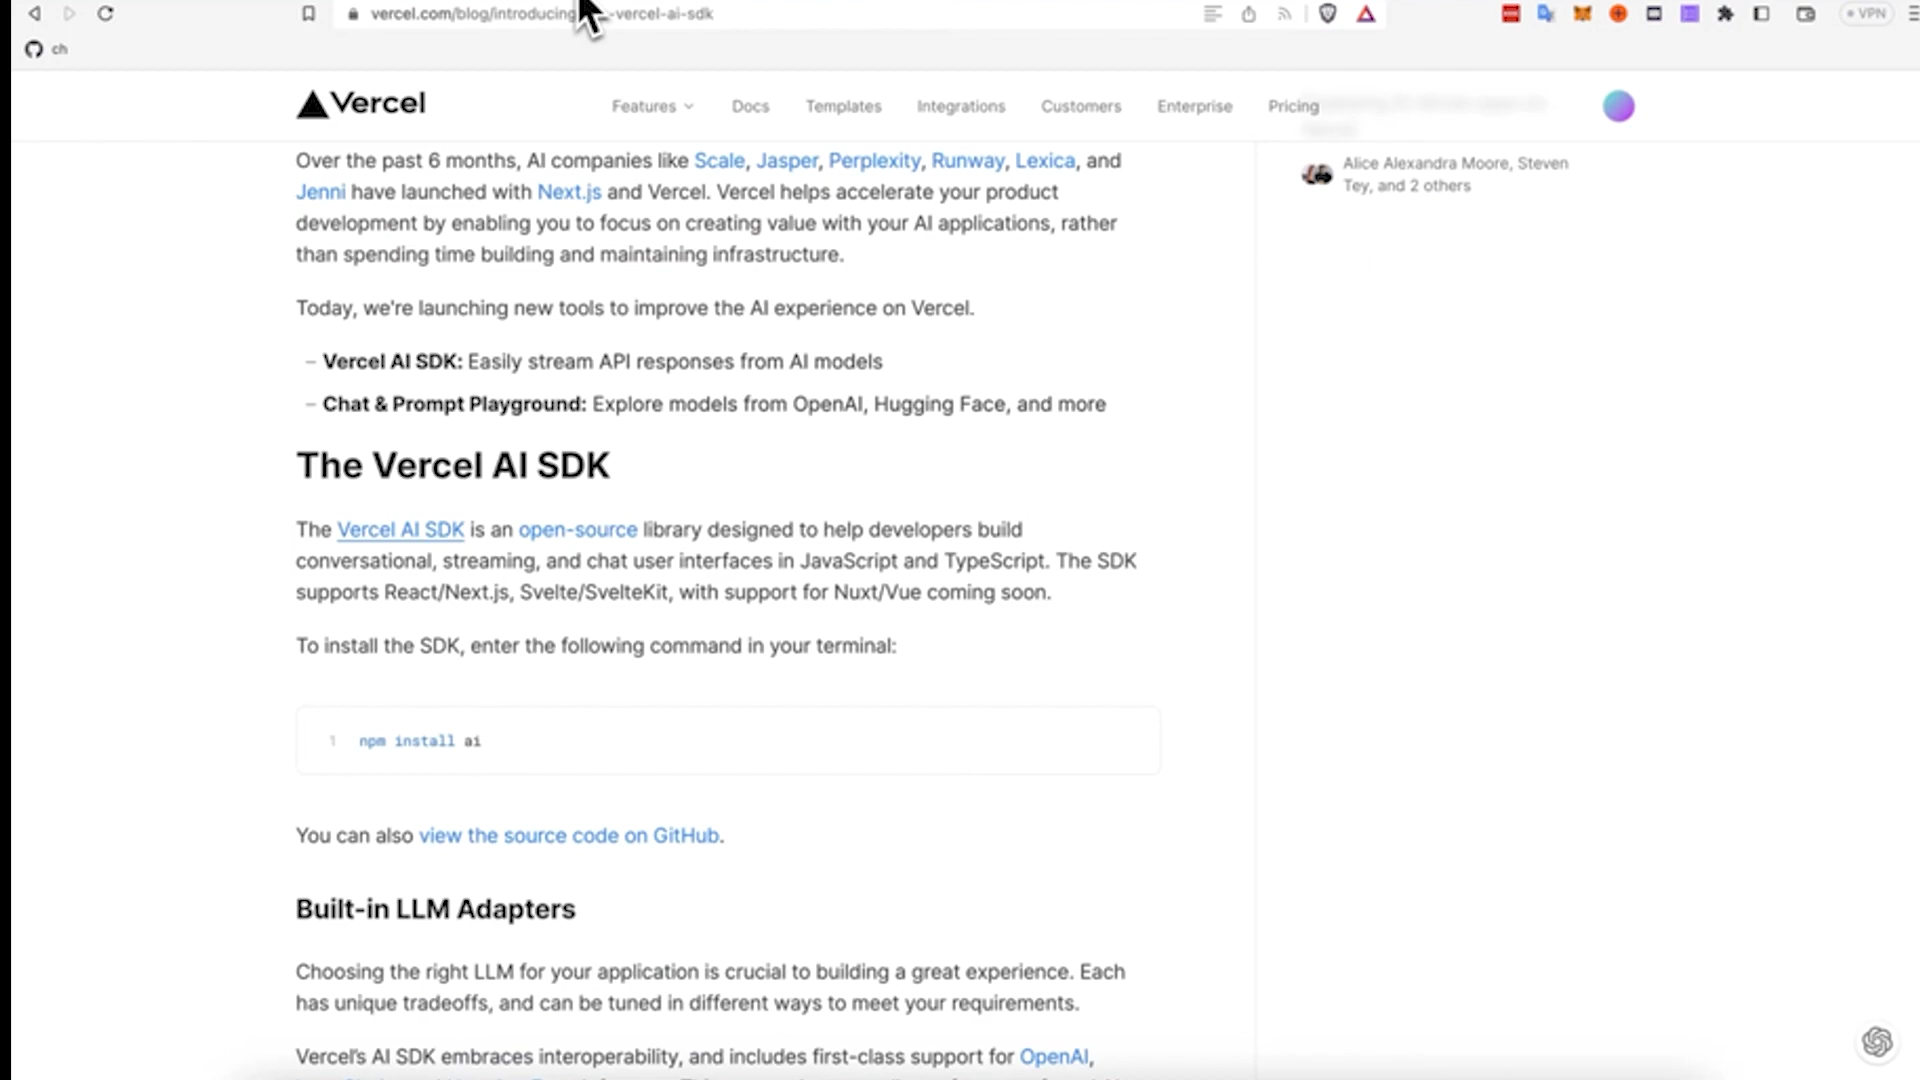 vercel.com/blog/introducing -vercel-ai-sdk
VPN
ch
Vercel
Features Docs Templates Integrations Customers Enterprise Pricing
Over the past 6 months, AI companies like Scale, Jasper, Perplexity, Runway, Lexica, and
Jenni have launched with Next.js and Vercel. Vercel helps accelerate your product
development by enabling you to focus on creating value with your AI applications, rather
than spending time building and maintaining infrastructure.
Today, we're launching new tools to improve the AI experience on Vercel.
– Vercel AI SDK: Easily stream API responses from AI models
– Chat & Prompt Playground: Explore models from OpenAI, Hugging Face, and more
The Vercel AI SDK
The Vercel AI SDK is an open-source library designed to help developers build
conversational, streaming, and chat user interfaces in JavaScript and TypeScript. The SDK
supports React/Next.js, Svelte/SvelteKit, with support for Nuxt/Vue coming soon.
To install the SDK, enter the following command in your terminal:
1 npm install ai
You can also view the source code on GitHub.
Built-in LLM Adapters
Choosing the right LLM for your application is crucial to building a great experience. Each
has unique tradeoffs, and can be tuned in different ways to meet your requirements.
Vercel's AI SDK embraces interoperability, and includes first-class support for OpenAI,
Alice Alexandra Moore, Steven
Tey, and 2 others